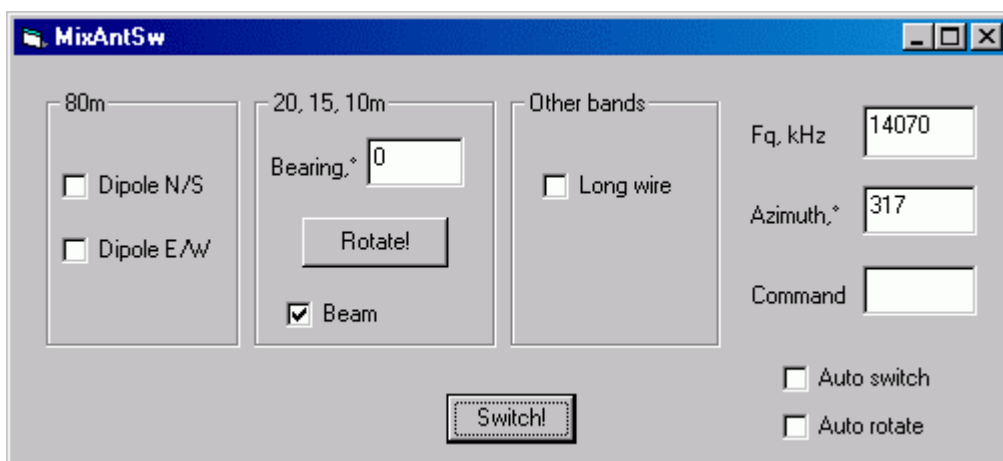 MixAntSw
80m
Dipole N/S
Dipole E/W
20, 15, 10m
Bearing,° 0
Rotate!
Beam
Other bands
Long wire
Fq, kHz 14070
Azimuth,° 317
Command
Auto switch
Auto rotate
Switch!